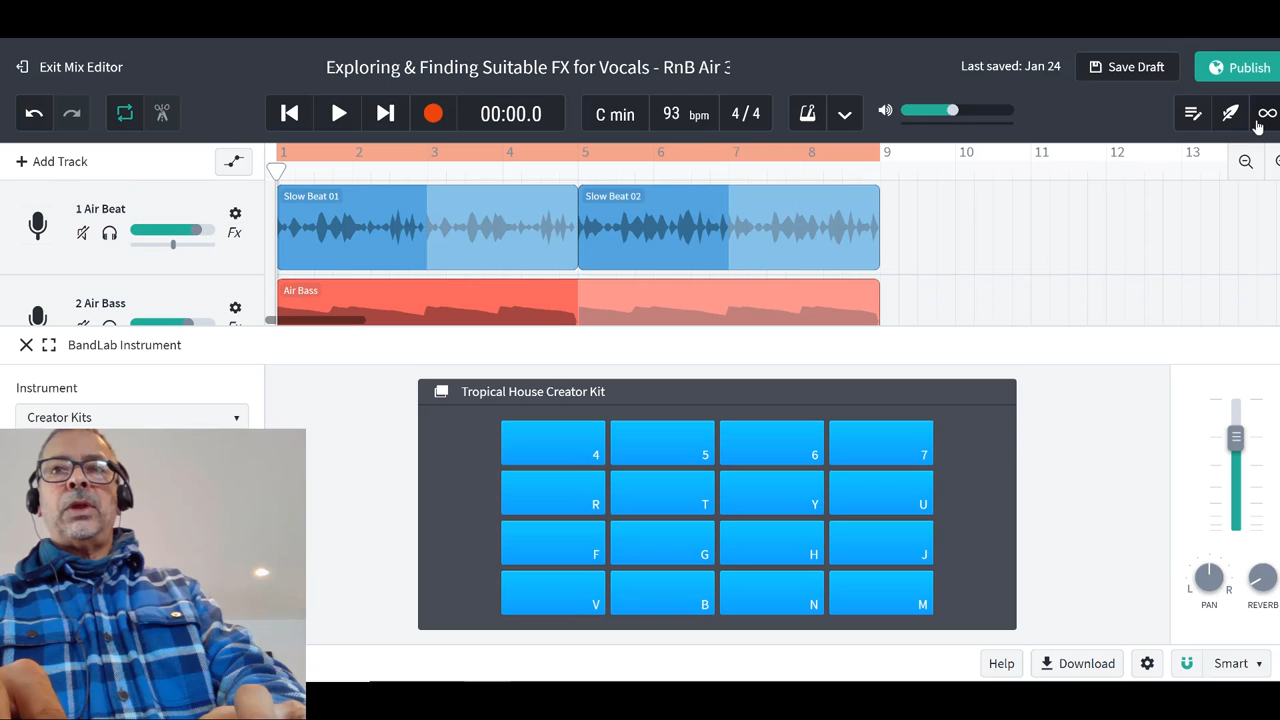 Exit Mix Editor
Exploring & Finding Suitable FX for Vocals - RnB Air 3
Last saved: Jan 24
Save Draft
Publish
00:00.0
C min
93 bpm
4/4
+ Add Track
1 2 3 4 5 6 7 8 9 10 11 12 13
1 Air Beat
Fx
Slow Beat 01
Slow Beat 02
2 Air Bass
Air Bass
BandLab Instrument
Instrument
Creator Kits
Tropical House Creator Kit
4 5 6 7
R T Y U
F G H J
V B N M
L R
PAN
REVERB
Help
Download
Smart